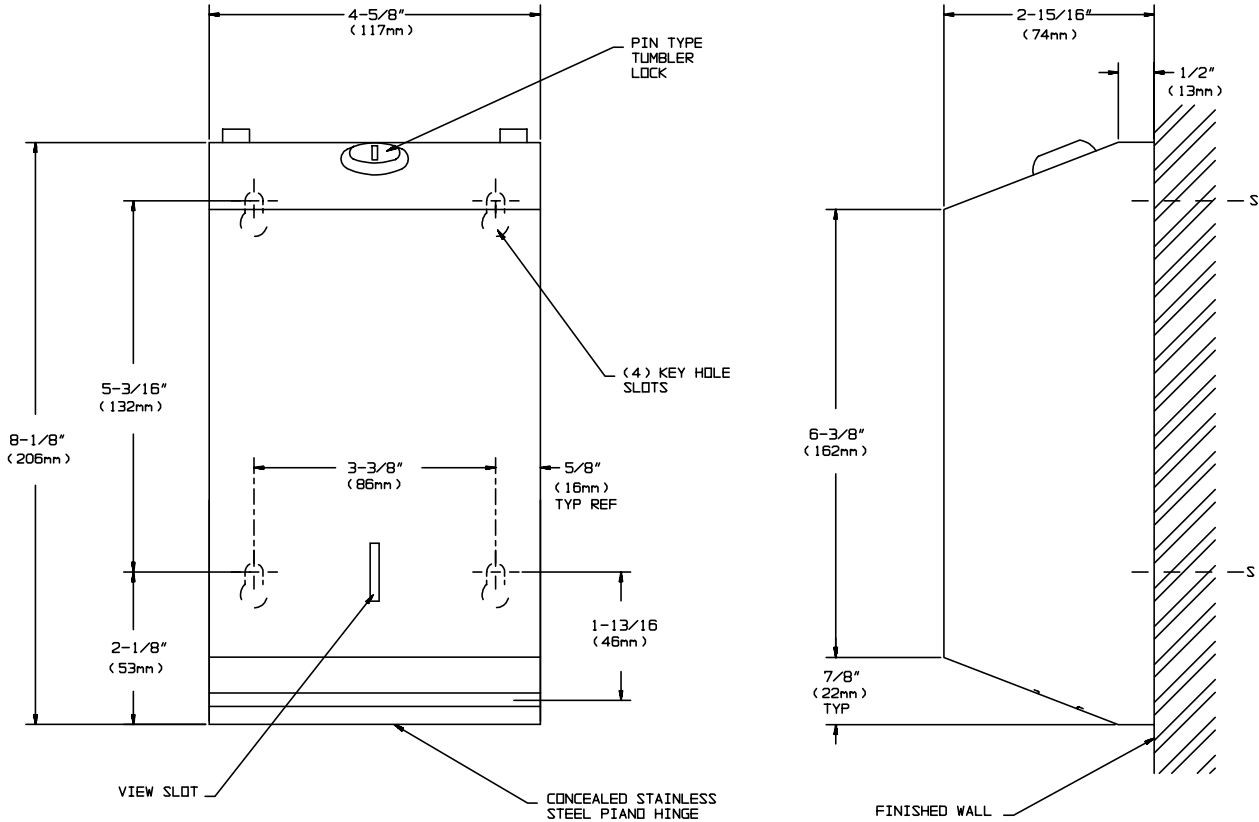 4-5/8"
(117mm)
PIN TYPE
TUMBLER
LOCK
2-15/16"
(74mm)
1/2"
(13mm)
S
5-3/16"
(132mm)
(4) KEY HOLE
SLOTS
8-1/8"
(206mm)
6-3/8"
(162mm)
3-3/8"
(86mm)
5/8"
(16mm)
TYP REF
S
1-13/16
(46mm)
2-1/8"
(53mm)
7/8"
(22mm)
TYP
VIEW SLOT
CONCEALED STAINLESS
STEEL PIANO HINGE
FINISHED WALL